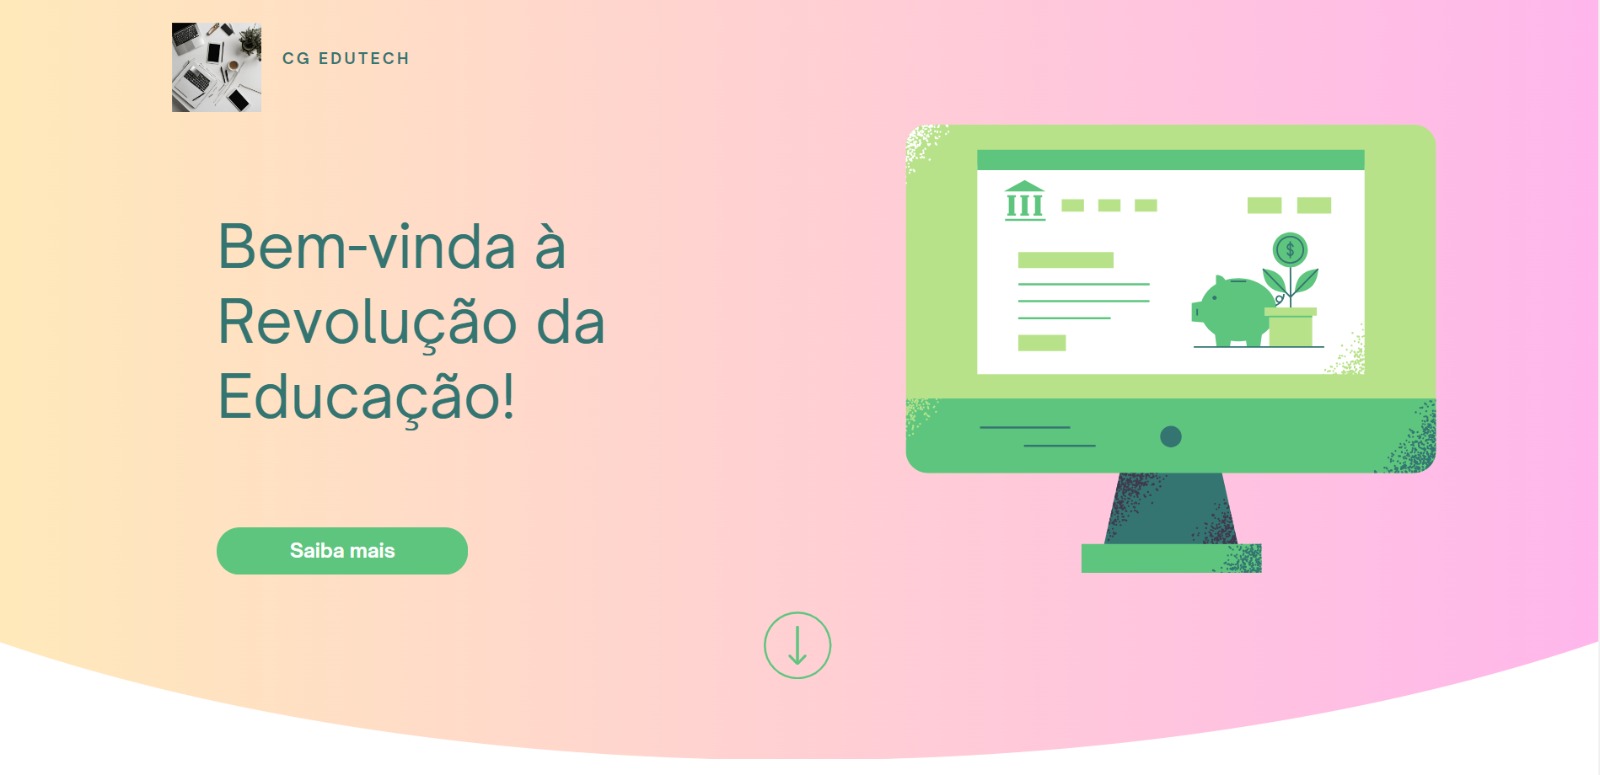 CG EDUTECH
Bem-vinda à
Revolução da
Educação!
$
Saiba mais